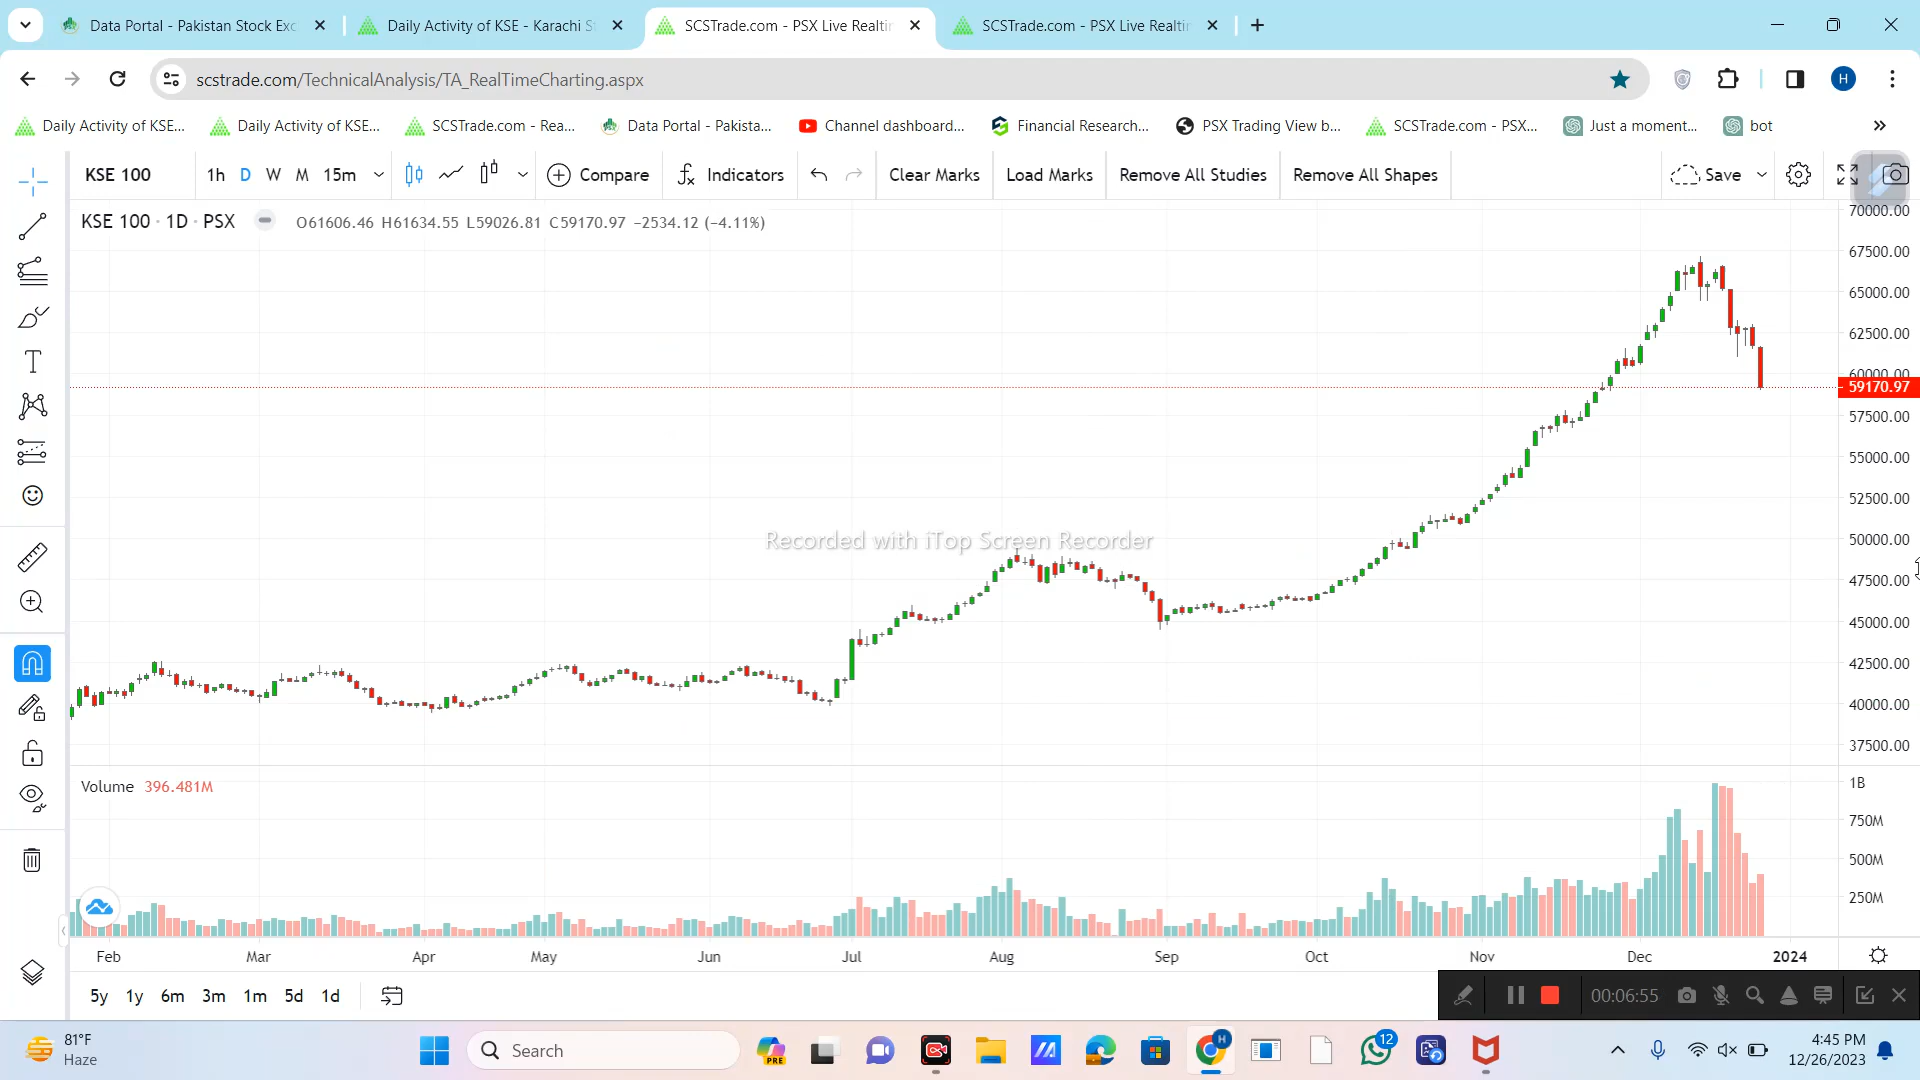 Data Portal - Pakistan Stock Exc
Daily Activity of KSE - Karachi S
SCSTrade.com - PSX Live Realtin
SCSTrade.com - PSX Live Realtin
scstrade.com/TechnicalAnalysis/TA_RealTimeCharting.aspx
H
Daily Activity of KSE...
Daily Activity of KSE...
SCSTrade.com - Rea...
Data Portal - Pakista...
Channel dashboard...
Financial Research...
PSX Trading View b...
SCSTrade.com - PSX...
Just a moment...
bot
KSE 100 1h D W M 15m Compare Indicators Clear Marks Load Marks Remove All Studies Remove All Shapes Save
KSE 100 · 1D · PSX O61606.46 H61634.55 L59026.81 C59170.97 −2534.12 (−4.11%)
70000.00
67500.00
65000.00
62500.00
60000.00
59170.97
57500.00
55000.00
52500.00
50000.00
47500.00
45000.00
42500.00
40000.00
37500.00
Recorded with iTop Screen Recorder
Volume 396.481M
1B
750M
500M
250M
Feb Mar Apr May Jun Jul Aug Sep Oct Nov Dec 2024
5y 1y 6m 3m 1m 5d 1d
00:06:55
81°F
Haze
Search
PRE
H
12
4:45 PM
12/26/2023